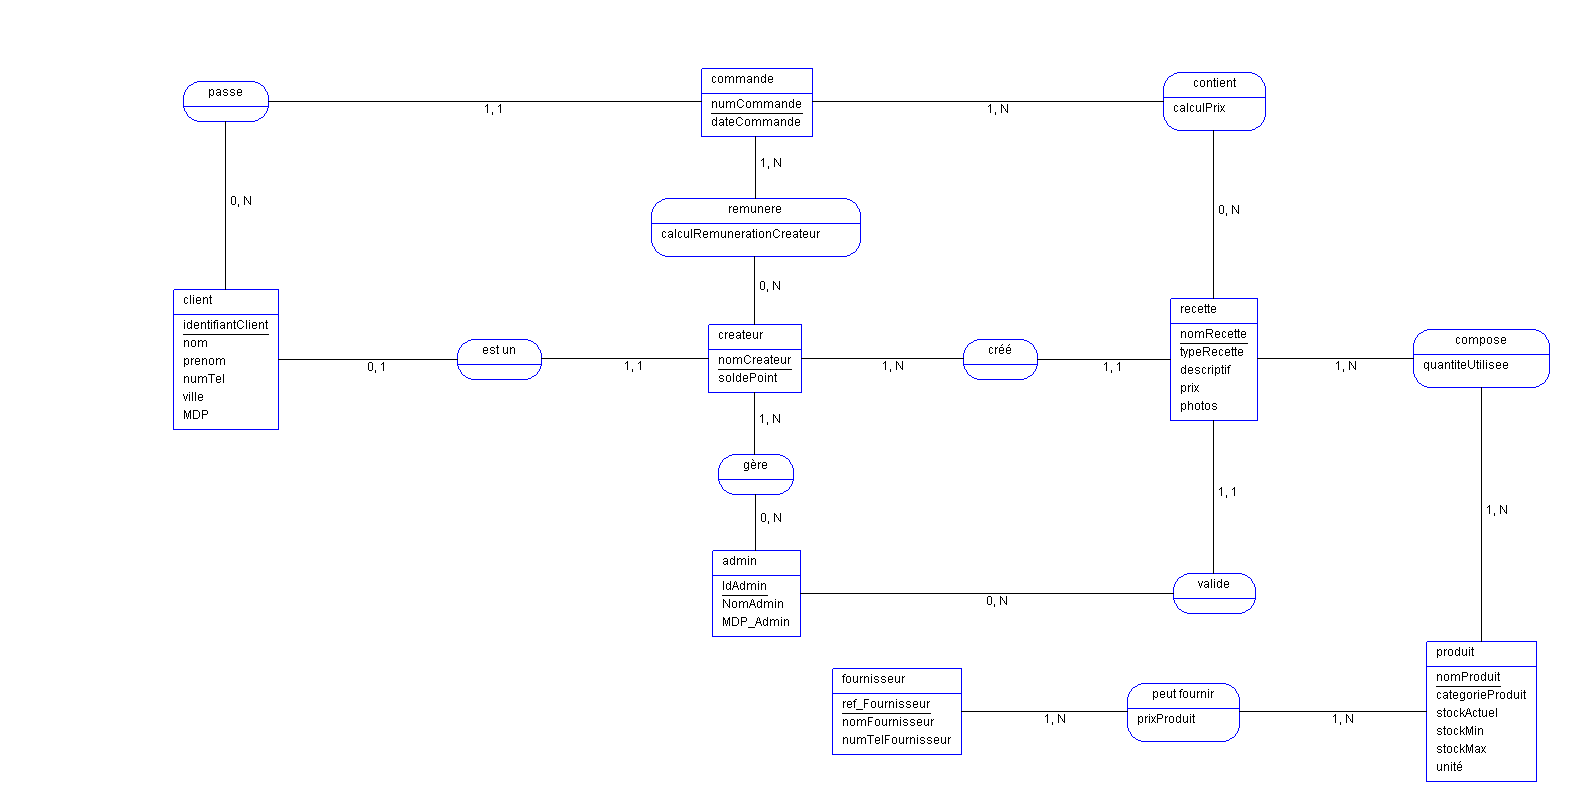 passe
1, 1
commande
numCommande
dateCommande
1, N
contient
calculPrix
1, N
0, N
remunere
calculRemunerationCreateur
0, N
0, N
client
identifiantClient
nom
prenom
numTel
ville
MDP
0, 1
est un
1, 1
createur
nomCreateur
soldePoint
1, N
créé
1, 1
recette
nomRecette
typeRecette
descriptif
prix
photos
1, N
compose
quantiteUtilisee
1, N
gère
0, N
1, 1
1, N
admin
IdAdmin
NomAdmin
MDP_Admin
0, N
valide
fournisseur
ref_Fournisseur
nomFournisseur
numTelFournisseur
1, N
peut fournir
prixProduit
1, N
produit
nomProduit
categorieProduit
stockActuel
stockMin
stockMax
unité